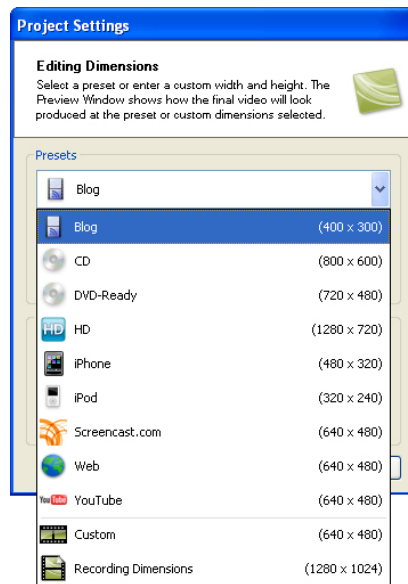 Project Settings
Editing Dimensions
Select a preset or enter a custom width and height. The
Preview Window shows how the final video will look
produced at the preset or custom dimensions selected.
Presets
Blog
Blog (400 x 300)
CD (800 x 600)
DVD-Ready (720 x 480)
HD HD (1280 x 720)
iPhone (480 x 320)
iPod (320 x 240)
Screencast.com (640 x 480)
Web (640 x 480)
You Tube YouTube (640 x 480)
Custom (640 x 480)
Recording Dimensions (1280 x 1024)